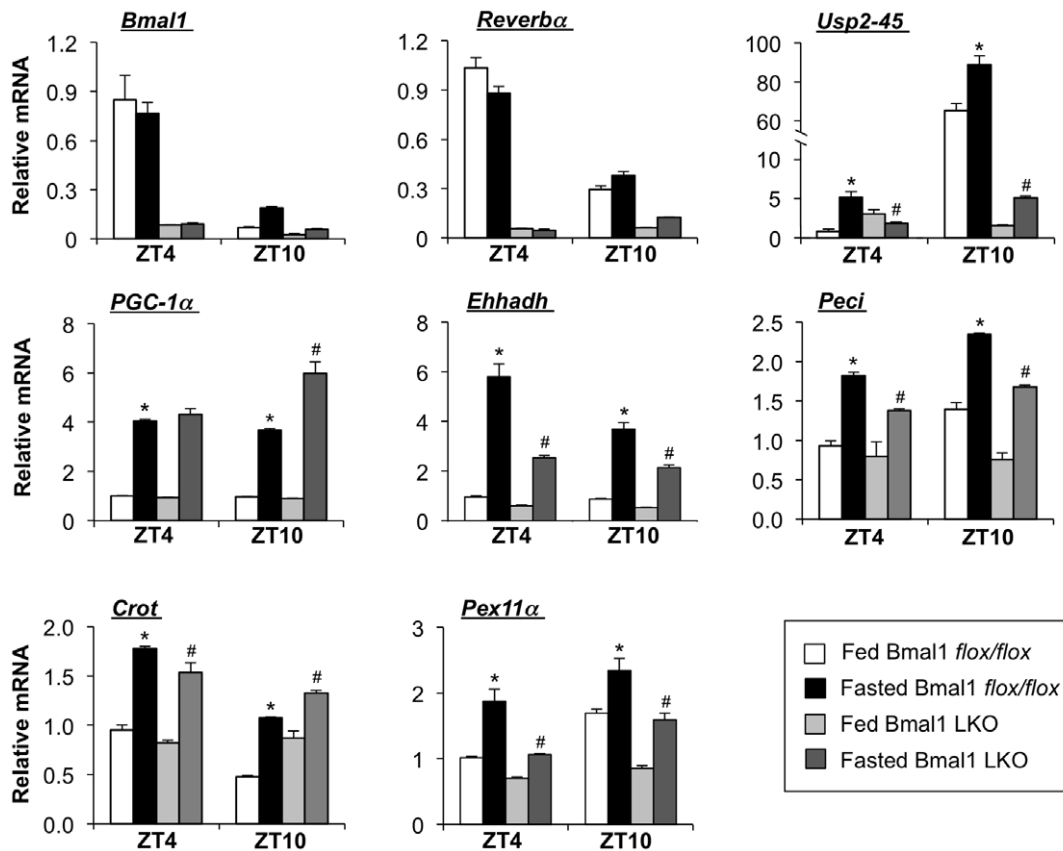 Bmal1
Reverbα
Usp2-45
Relative mRNA
1.2
0.9
0.6
0.3
0
ZT4
ZT10
1.2
0.9
0.6
0.3
0
ZT4
ZT10
100
80
60
10
5
0
*
*
#
#
ZT4
ZT10
PGC-1α
Ehhadh
Peci
Relative mRNA
8
6
4
2
0
*
*
#
ZT4
ZT10
8
6
4
2
0
*
#
*
#
ZT4
ZT10
2.5
2.0
1.5
1.0
0.5
0.0
*
#
*
#
ZT4
ZT10
Crot
Pex11α
Relative mRNA
2.0
1.5
1.0
0.5
0.0
*
#
*
#
ZT4
ZT10
3
2
1
0
*
#
*
#
ZT4
ZT10
Fed Bmal1 flox/flox
Fasted Bmal1 flox/flox
Fed Bmal1 LKO
Fasted Bmal1 LKO